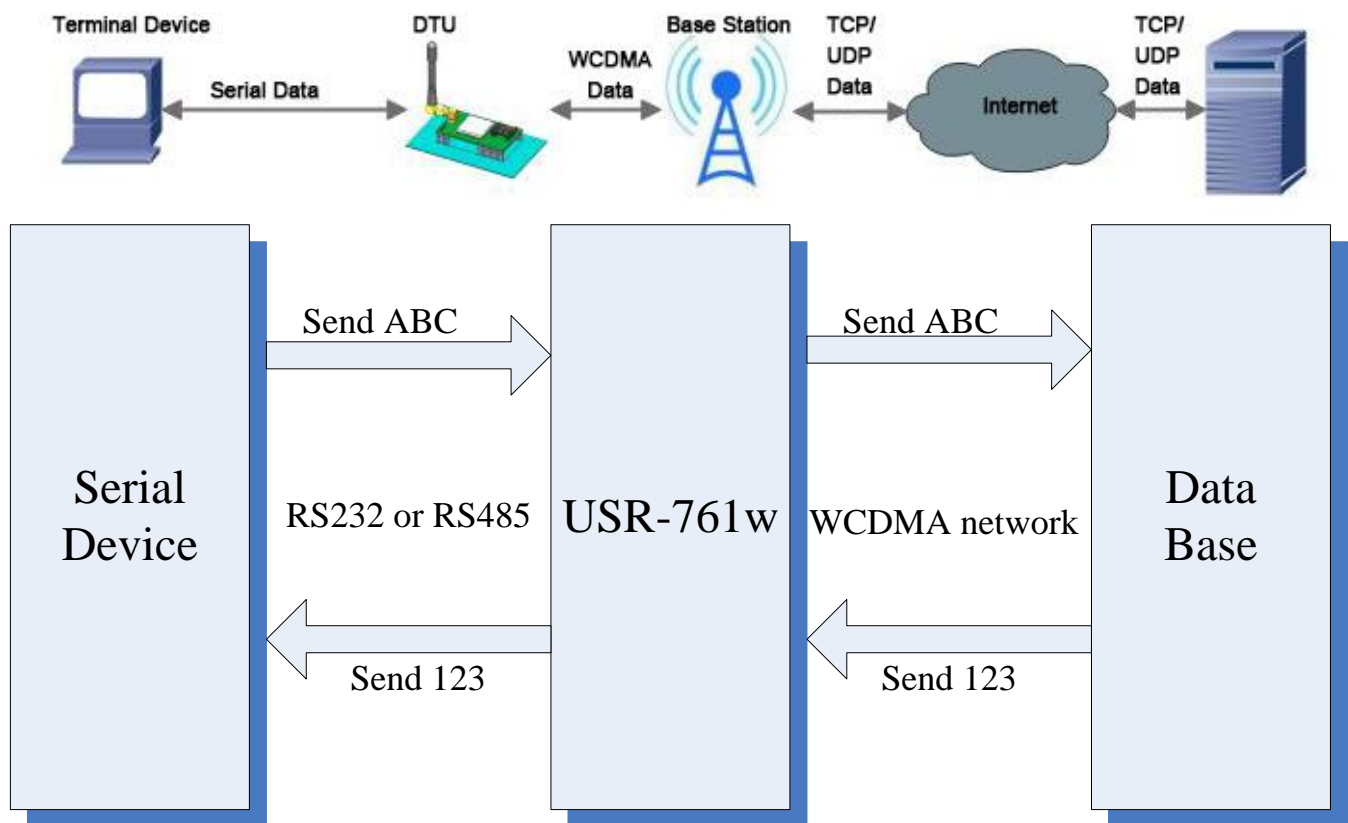 Terminal Device
DTU
Base Station
TCP/
UDP
Data
TCP/
UDP
Data
Serial Data
WCDMA
Data
Internet
Send ABC
Send ABC
Serial
Device
RS232 or RS485
USR-761w
WCDMA network
Data
Base
Send 123
Send 123